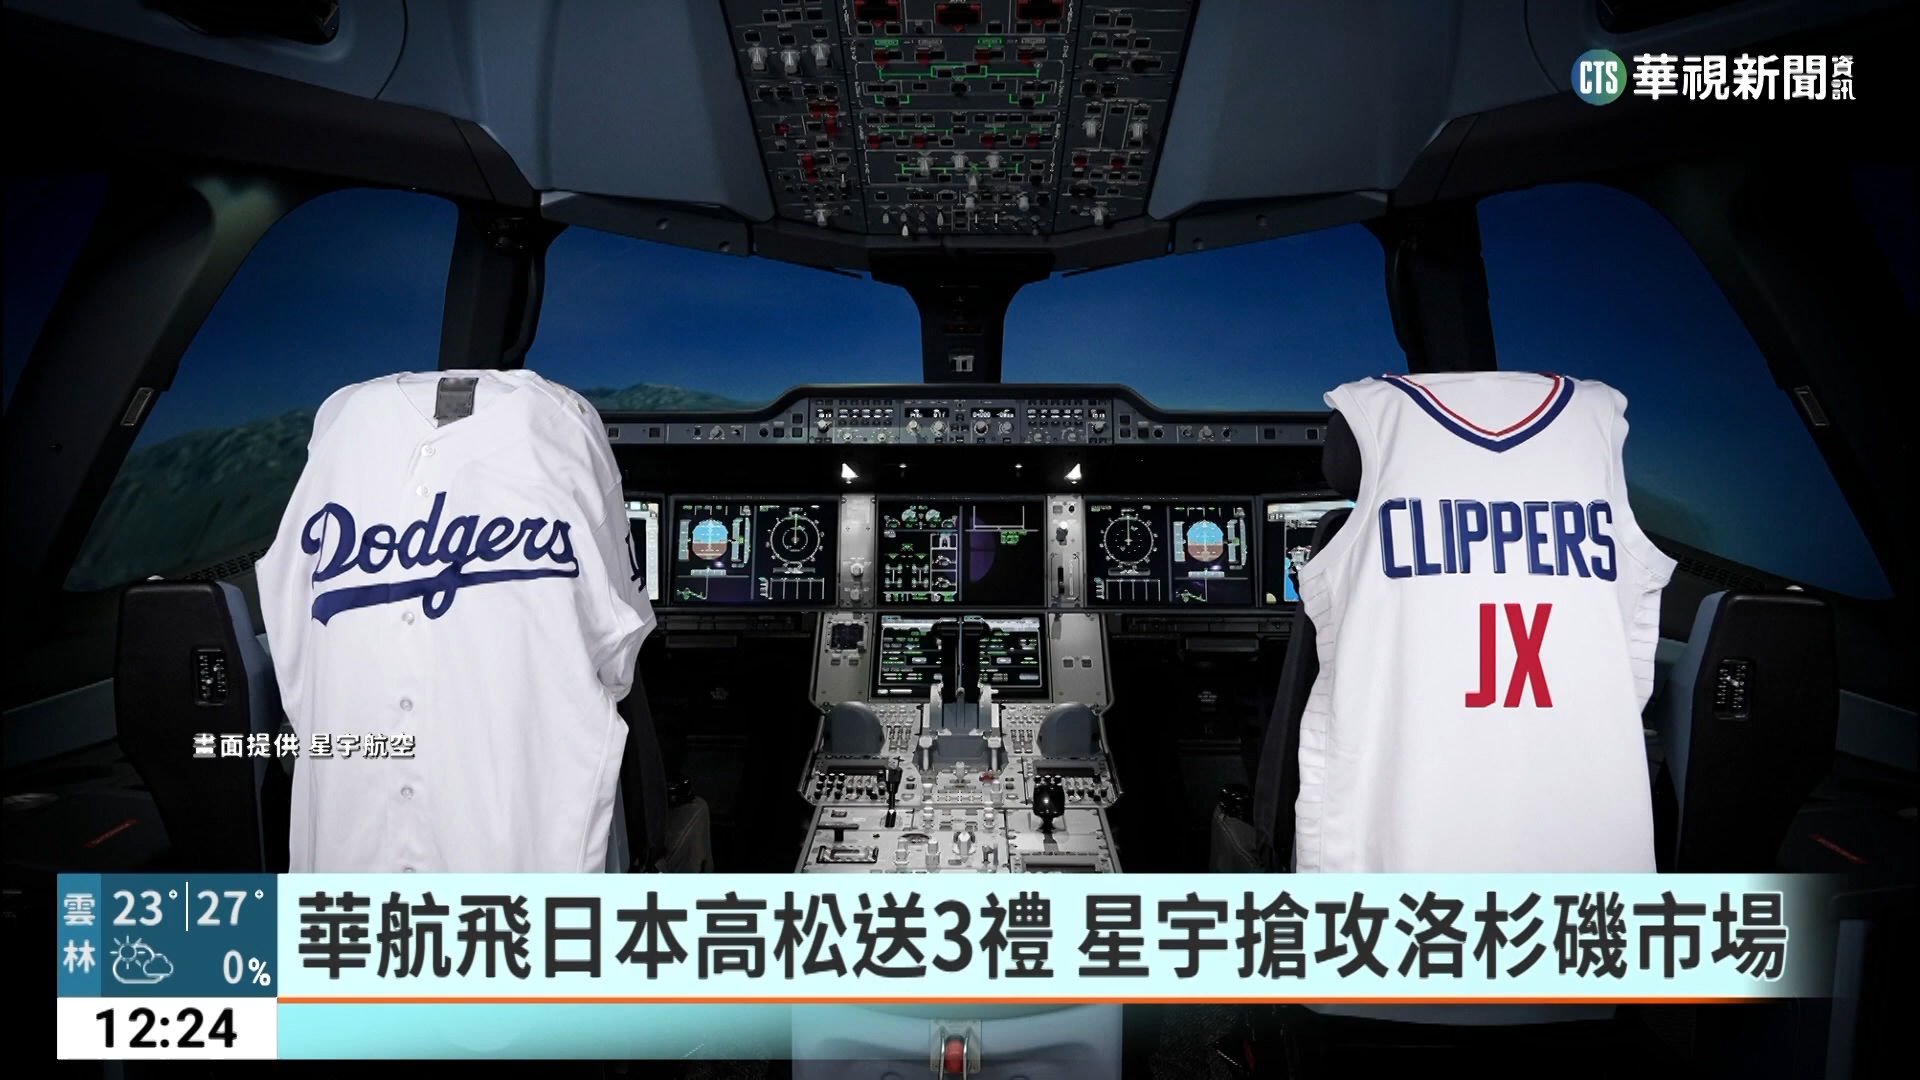 CTS 華視新聞資訊
Dodgers
CLIPPERS
JX
畫面提供 星宇航空
雲林
23° 27°
0%
華航飛日本高松送3禮 星宇搶攻洛杉磯市場
12:24